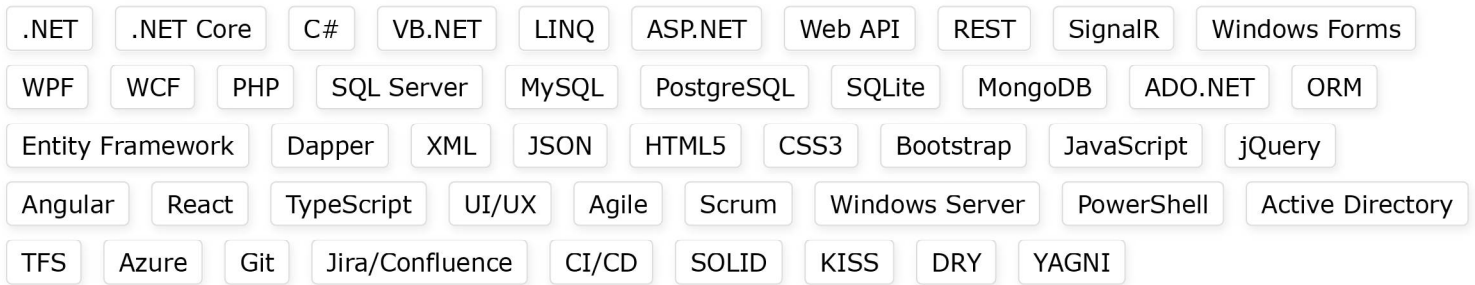 .NET .NET Core C# VB.NET LINQ ASP.NET Web API REST SignalR Windows Forms
WPF WCF PHP SQL Server MySQL PostgreSQL SQLite MongoDB ADO.NET ORM
Entity Framework Dapper XML JSON HTML5 CSS3 Bootstrap JavaScript jQuery
Angular React TypeScript UI/UX Agile Scrum Windows Server PowerShell Active Directory
TFS Azure Git Jira/Confluence CI/CD SOLID KISS DRY YAGNI